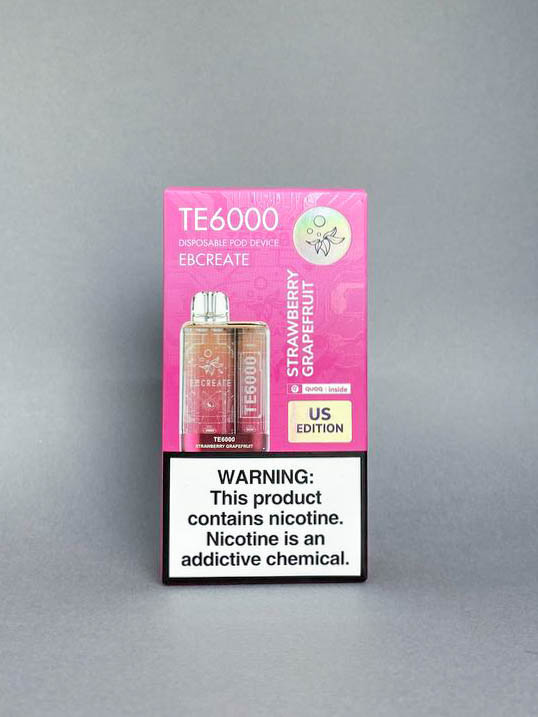 TE6000
DISPOSABLE POD DEVICE
EBCREATE
STRAWBERRY
GRAPEFRUIT
EBCREATE
TE6000
TE6000
STRAWBERRY GRAPEFRUIT
quaq inside
US
EDITION
WARNING:
This product
contains nicotine.
Nicotine is an
addictive chemical.